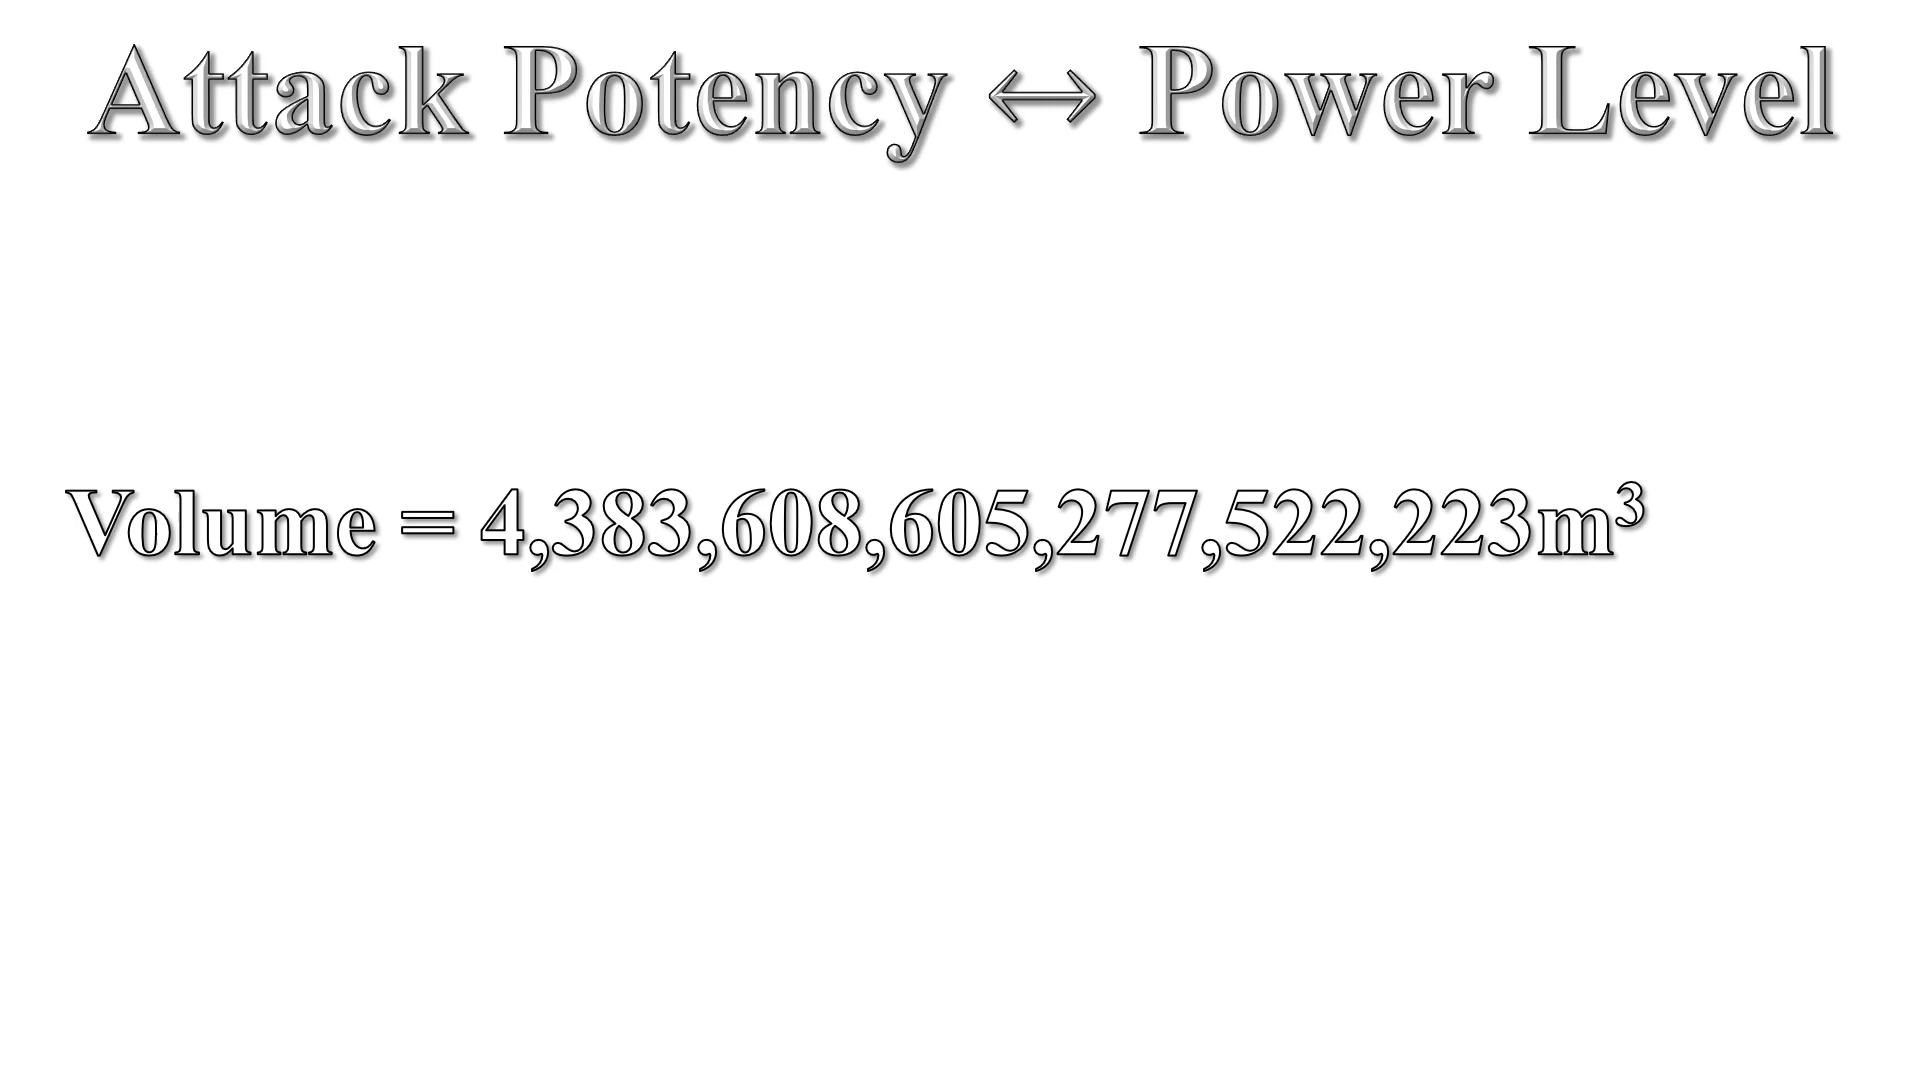 Attack Potency ↔ Power Level
Volume = 4,383,608,605,277,522,223m³